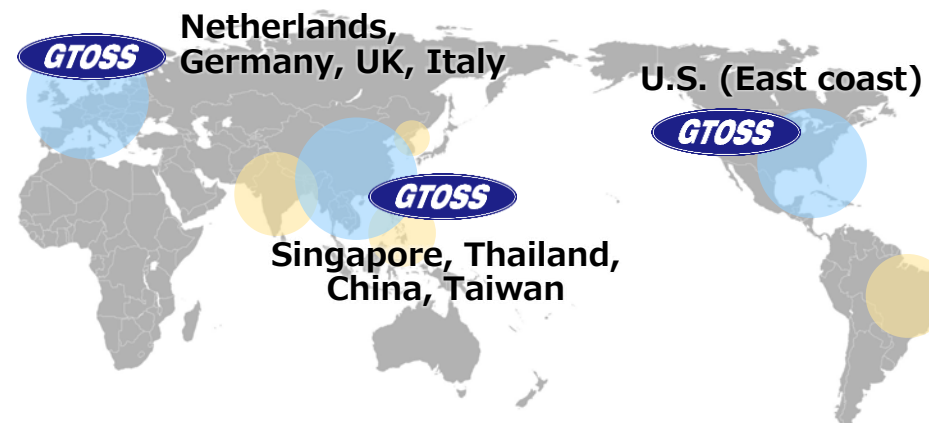 Netherlands,
Germany, UK, Italy
GTOSS
U.S. (East coast)
GTOSS
GTOSS
Singapore, Thailand,
China, Taiwan